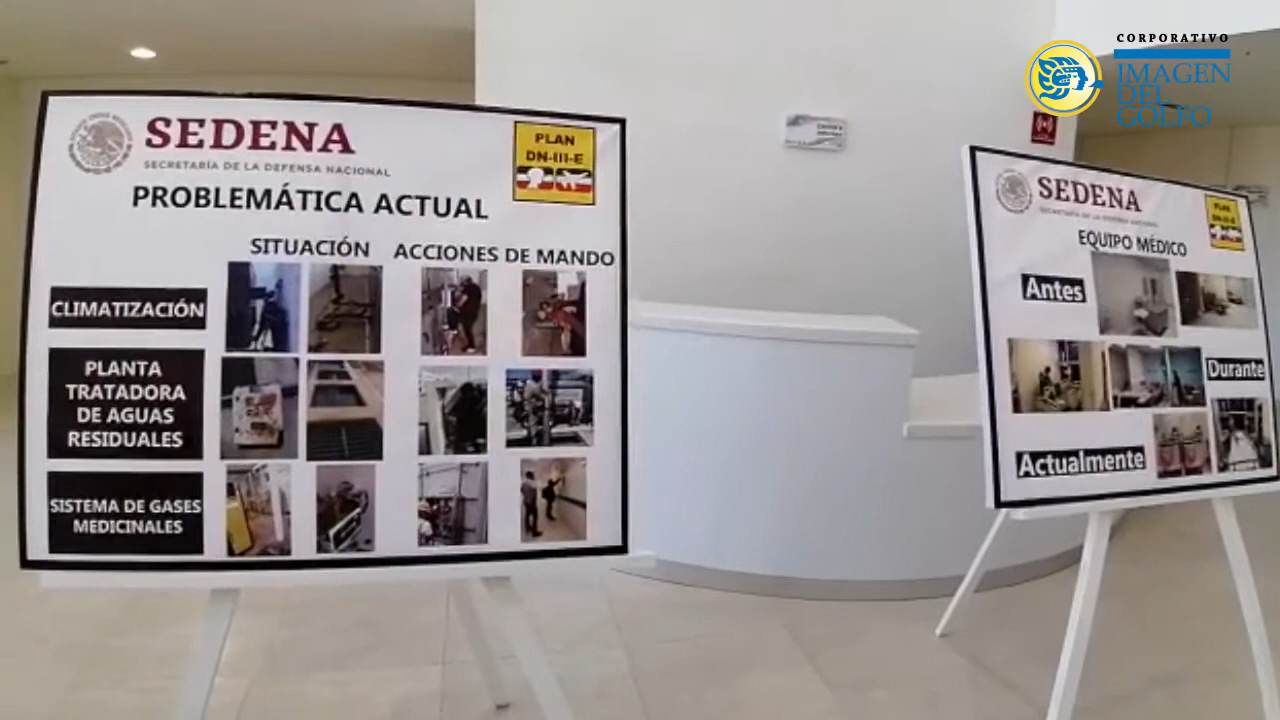 CORPORATIVO
IMAGEN
DEL
GOLFO
SEDENA
SECRETARÍA DE LA DEFENSA NACIONAL
PLAN
DN-III-E
PROBLEMÁTICA ACTUAL
SITUACIÓN
ACCIONES DE MANDO
CLIMATIZACIÓN
PLANTA
TRATADORA
DE AGUAS
RESIDUALES
SISTEMA DE GASES
MEDICINALES
SEDENA
SECRETARÍA DE LA DEFENSA NACIONAL
PLAN
DN-III-E
EQUIPO MÉDICO
Antes
Durante
Actualmente